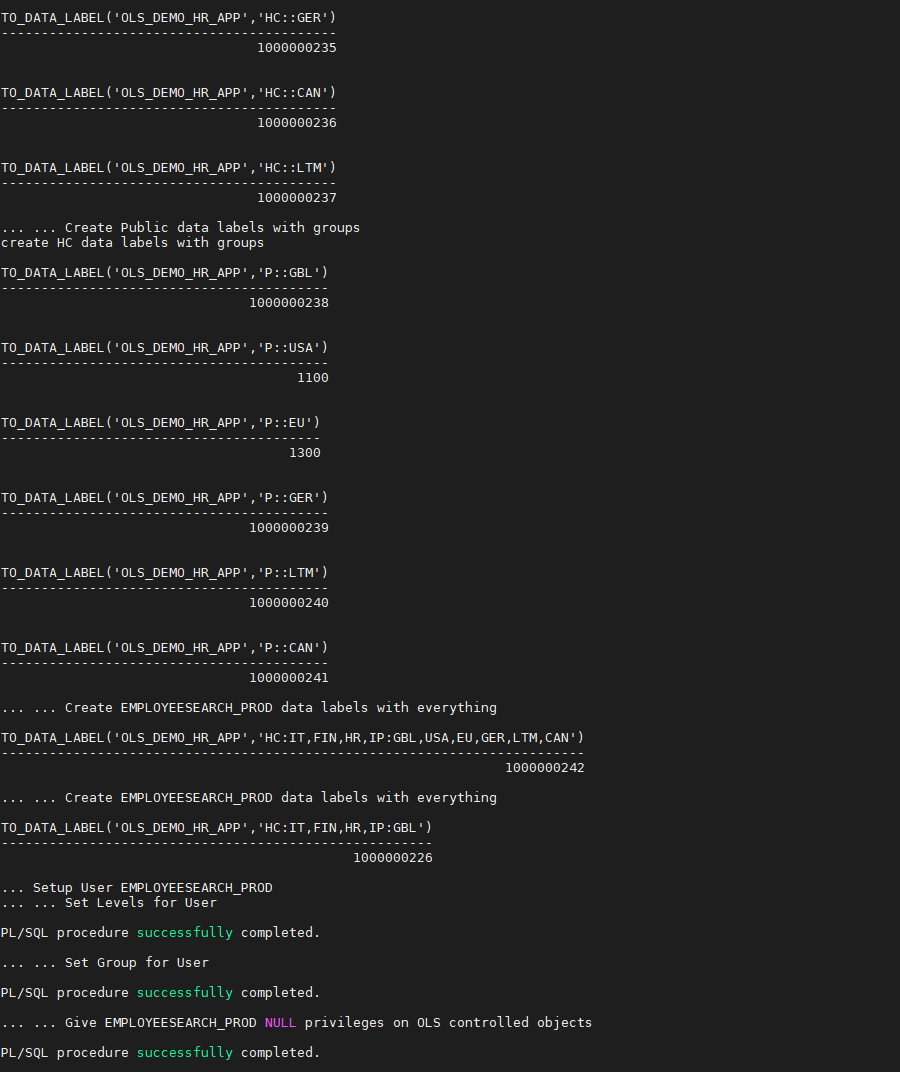 TO_DATA_LABEL('OLS_DEMO_HR_APP','HC::GER')
------------------------------------------
1000000235
TO_DATA_LABEL('OLS_DEMO_HR_APP','HC::CAN')
------------------------------------------
1000000236
TO_DATA_LABEL('OLS_DEMO_HR_APP','HC::LTM')
------------------------------------------
1000000237
... ... Create Public data labels with groups
create HC data labels with groups
TO_DATA_LABEL('OLS_DEMO_HR_APP','P::GBL')
-----------------------------------------
1000000238
TO_DATA_LABEL('OLS_DEMO_HR_APP','P::USA')
-----------------------------------------
1100
TO_DATA_LABEL('OLS_DEMO_HR_APP','P::EU')
----------------------------------------
1300
TO_DATA_LABEL('OLS_DEMO_HR_APP','P::GER')
-----------------------------------------
1000000239
TO_DATA_LABEL('OLS_DEMO_HR_APP','P::LTM')
-----------------------------------------
1000000240
TO_DATA_LABEL('OLS_DEMO_HR_APP','P::CAN')
-----------------------------------------
1000000241
... ... Create EMPLOYEESEARCH_PROD data labels with everything
TO_DATA_LABEL('OLS_DEMO_HR_APP','HC:IT,FIN,HR,IP:GBL,USA,EU,GER,LTM,CAN')
-------------------------------------------------------------------------
1000000242
... ... Create EMPLOYEESEARCH_PROD data labels with everything
TO_DATA_LABEL('OLS_DEMO_HR_APP','HC:IT,FIN,HR,IP:GBL')
------------------------------------------------------
1000000226
... Setup User EMPLOYEESEARCH_PROD
... ... Set Levels for User
PL/SQL procedure successfully completed.
... ... Set Group for User
PL/SQL procedure successfully completed.
... ... Give EMPLOYEESEARCH_PROD NULL privileges on OLS controlled objects
PL/SQL procedure successfully completed.